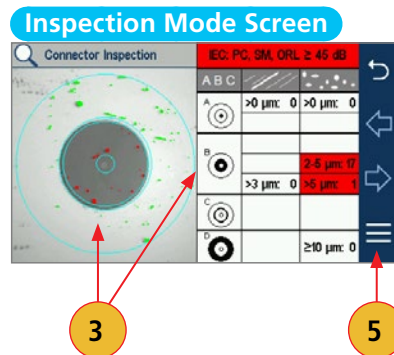 Inspection Mode Screen
Connector Inspection
IEC: PC, SM, ORL ≥ 45 dB
A B C
A
>0 µm: 0 >0 µm: 0
B
2-5 µm: 17
>3 µm: 0 >5 µm: 1
C
D
≥10 µm: 0
3
5